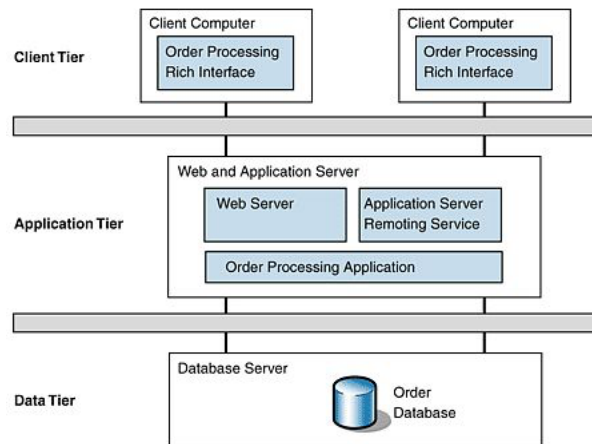 Client Computer
Client Computer
Client Tier
Order Processing
Rich Interface
Order Processing
Rich Interface
Web and Application Server
Web Server
Application Server
Remoting Service
Application Tier
Order Processing Application
Database Server
Data Tier
Order
Database